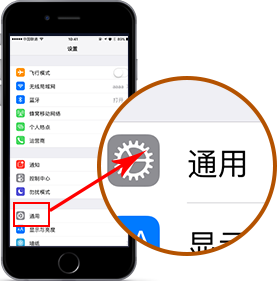 中国联通
10:41
设置
飞行模式
无线局域网
蓝牙
打开
蜂窝移动网络
个人热点
运营商
通知
控制中心
勿扰模式
通用
显示与亮度
墙纸
通用
显示